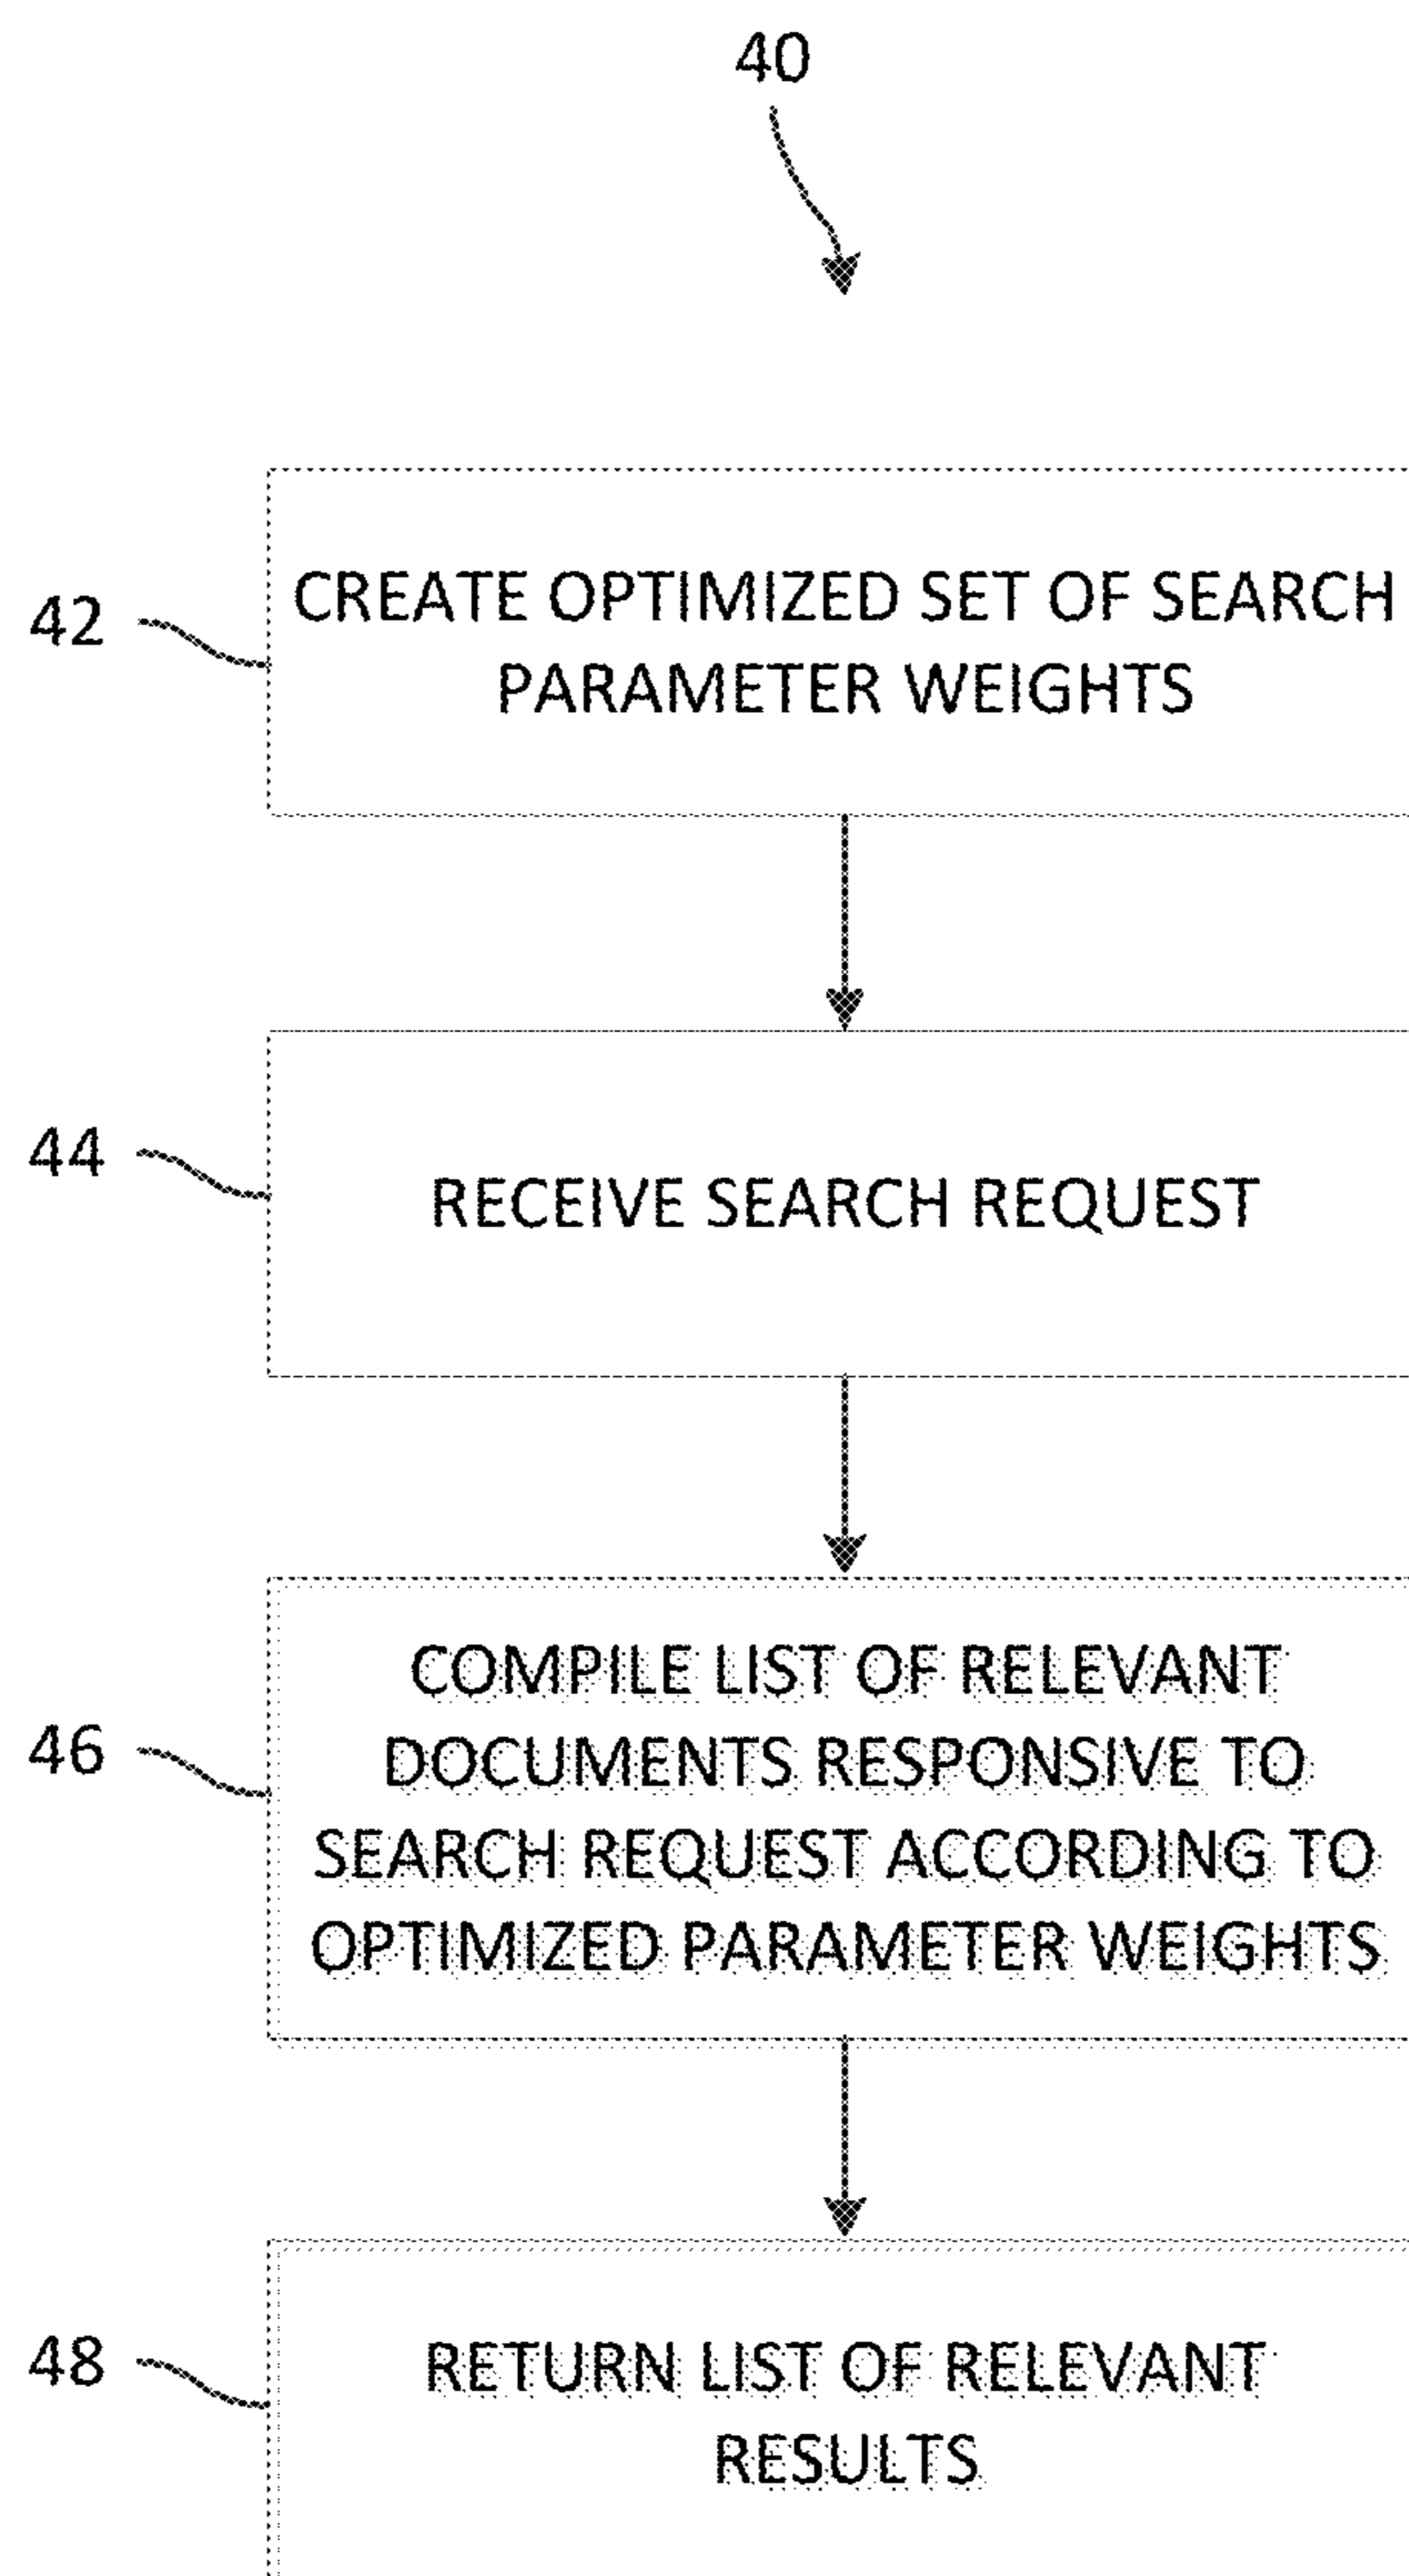 40
42
CREATE OPTIMIZED SET OF SEARCH
PARAMETER WEIGHTS
44
RECEIVE SEARCH REQUEST
46
COMPILE LIST OF RELEVANT
DOCUMENTS RESPONSIVE TO
SEARCH REQUEST ACCORDING TO
OPTIMIZED PARAMETER WEIGHTS
48
RETURN LIST OF RELEVANT
RESULTS